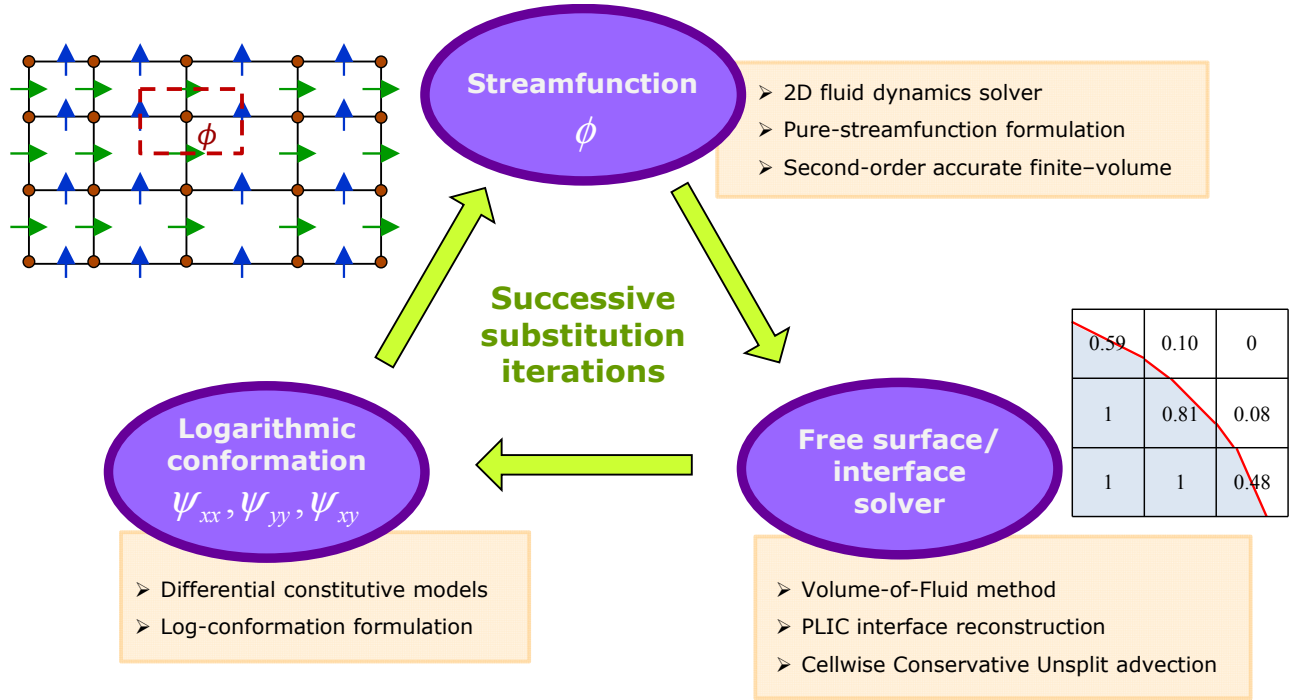 Streamfunction
ϕ
➢ 2D fluid dynamics solver
➢ Pure-streamfunction formulation
➢ Second-order accurate finite–volume
ϕ
Successive
substitution
iterations
0.59 0.10 0
1 0.81 0.08
1 1 0.48
Free surface/
interface
solver
➢ Volume-of-Fluid method
➢ PLIC interface reconstruction
➢ Cellwise Conservative Unsplit advection
Logarithmic
conformation
ψxx, ψyy, ψxy
➢ Differential constitutive models
➢ Log-conformation formulation